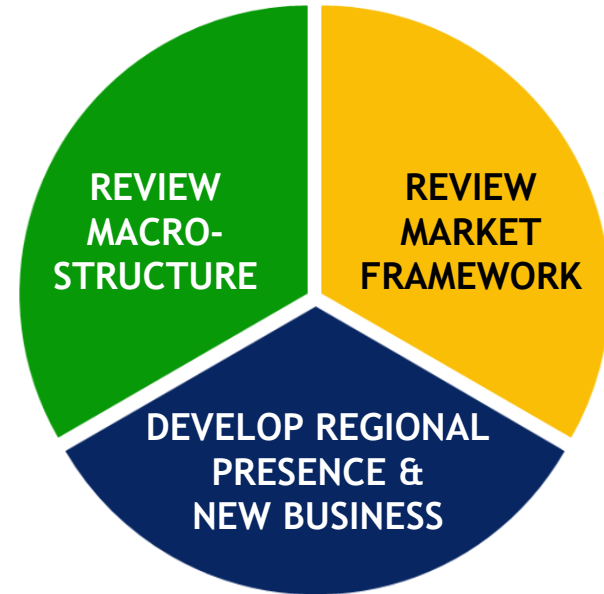 REVIEW
MACRO-
STRUCTURE
REVIEW
MARKET
FRAMEWORK
DEVELOP REGIONAL
PRESENCE &
NEW BUSINESS